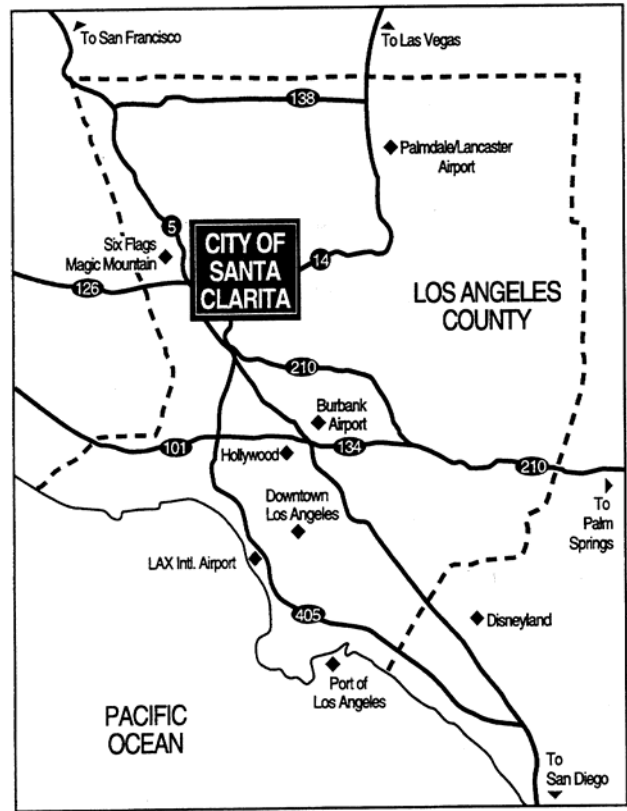 To San Francisco
To Las Vegas
138
Palmdale/Lancaster
Airport
5
Six Flags
Magic Mountain
CITY OF
SANTA
CLARITA
14
126
LOS ANGELES
COUNTY
210
Burbank
Airport
101
134
Hollywood
210
Downtown
Los Angeles
To
Palm
Springs
LAX Intl. Airport
405
Disneyland
Port of
Los Angeles
PACIFIC
OCEAN
To
San Diego